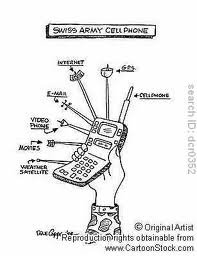 SWISS ARMY CELLPHONE
INTERNET
GPS
E-MAIL
CELLPHONE
VIDEO
PHONE
MOVIES
WEATHER
SATELLITE
© Original Artist
Reproduction rights obtainable from
www.CartoonStock.com
search ID: dcr0352